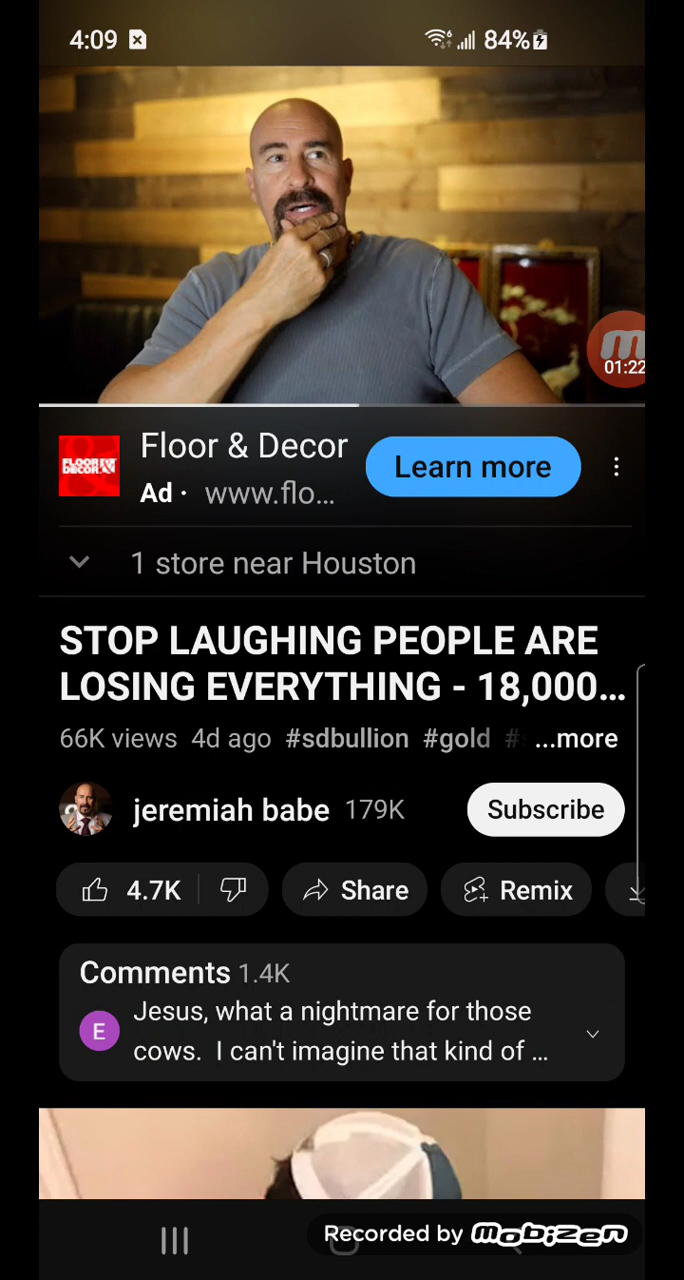 4:09
84%
01:22
FLOOR & DECOR
Floor & Decor
Learn more
Ad · www.flo...
1 store near Houston
STOP LAUGHING PEOPLE ARE
LOSING EVERYTHING - 18,000...
66K views 4d ago #sdbullion #gold #s ...more
jeremiah babe 179K
Subscribe
4.7K
Share
Remix
Comments 1.4K
E
Jesus, what a nightmare for those
cows. I can't imagine that kind of ...
Recorded by mobizen